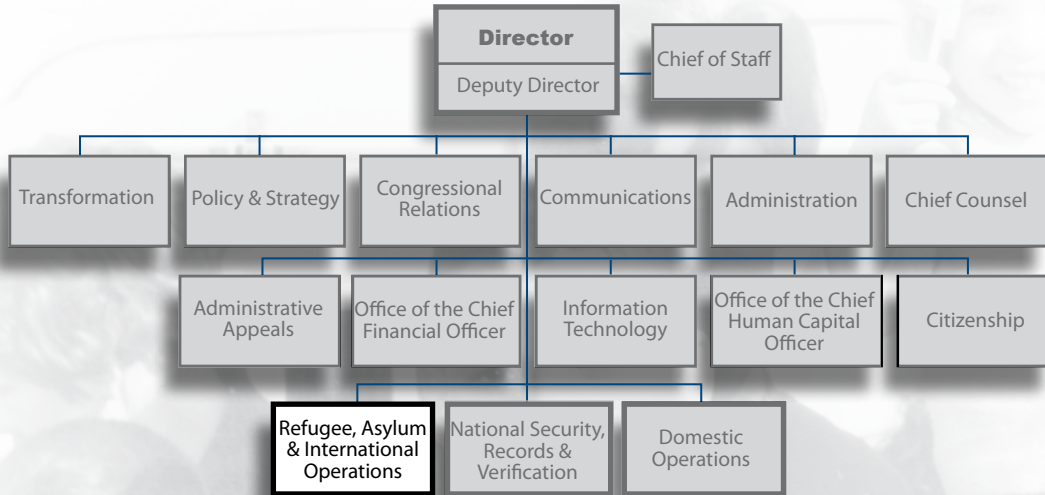 Director
Deputy Director
Chief of Staff
Transformation
Policy & Strategy
Congressional
Relations
Communications
Administration
Chief Counsel
Administrative
Appeals
Office of the Chief
Financial Officer
Information
Technology
Office of the Chief
Human Capital
Officer
Citizenship
Refugee, Asylum
& International
Operations
National Security,
Records &
Verification
Domestic
Operations